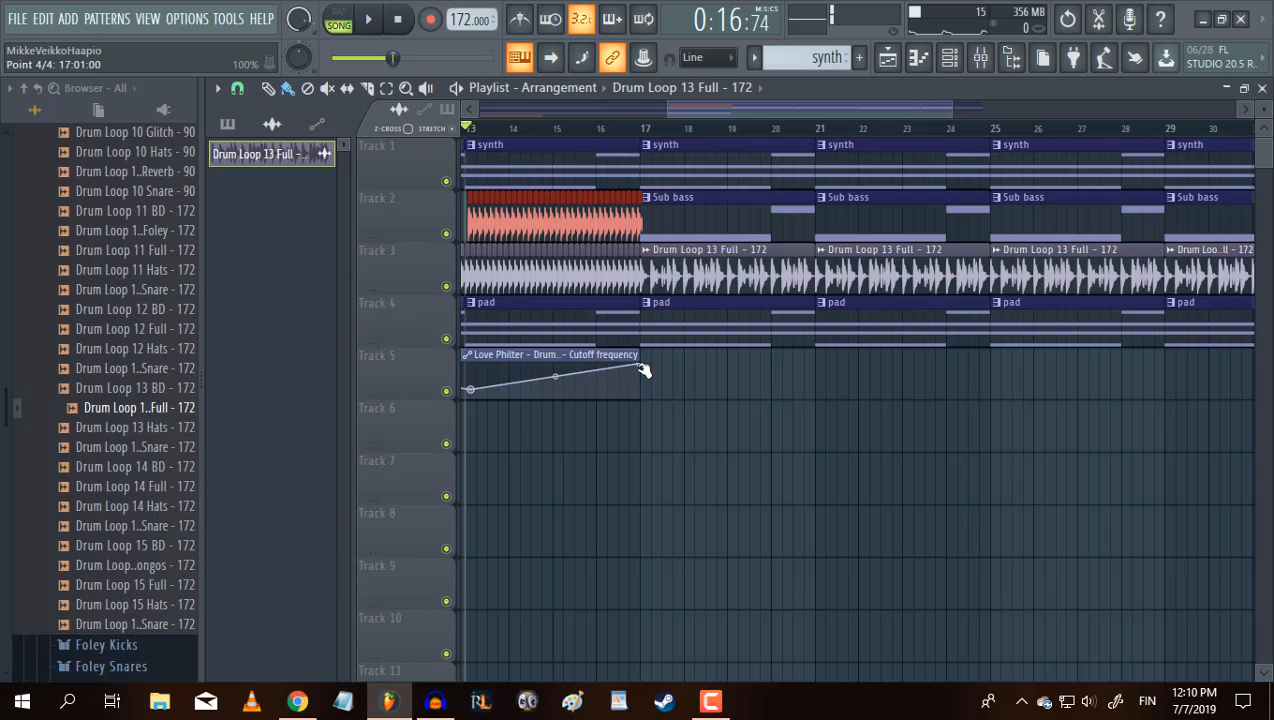 FILE EDIT ADD PATTERNS VIEW OPTIONS TOOLS HELP
PAT
SONG
172.000
3.2:
0:16:74
M:S:CS
15
356 MB
0
MikkeVeikkoHaapio
Point 4/4: 17:01:00
100%
Line
synth
06/28 FL
STUDIO 20.5 R..
Browser - All
Playlist - Arrangement Drum Loop 13 Full - 172
Z-CROSS STRETCH
13 14 15 16 17 18 19 20 21 22 23 24 25 26 27 28 29 30
Drum Loop 10 Glitch - 90
Drum Loop 10 Hats - 90
Drum Loop 1..Reverb - 90
Drum Loop 10 Snare - 90
Drum Loop 11 BD - 172
Drum Loop 1..Foley - 172
Drum Loop 11 Full - 172
Drum Loop 11 Hats - 172
Drum Loop 1..Snare - 172
Drum Loop 12 BD - 172
Drum Loop 12 Full - 172
Drum Loop 12 Hats - 172
Drum Loop 1..Snare - 172
Drum Loop 13 BD - 172
Drum Loop 1..Full - 172
Drum Loop 13 Hats - 172
Drum Loop 1..Snare - 172
Drum Loop 14 BD - 172
Drum Loop 14 Full - 172
Drum Loop 14 Hats - 172
Drum Loop 1..Snare - 172
Drum Loop 15 BD - 172
Drum Loop..ongos - 172
Drum Loop 15 Full - 172
Drum Loop 15 Hats - 172
Drum Loop 1..Snare - 172
Foley Kicks
Foley Snares
Drum Loop 13 Full -..
Track 1
synth synth synth synth synth
Track 2
Sub bass Sub bass Sub bass Sub bass
Track 3
Drum Loop 13 Full - 172 Drum Loop 13 Full - 172 Drum Loop 13 Full - 172 Drum Loo..ll - 172
Track 4
pad pad pad pad pad
Track 5
Love Philter - Drum..- Cutoff frequency
Track 6
Track 7
Track 8
Track 9
Track 10
Track 11
FIN
12:10 PM
7/7/2019